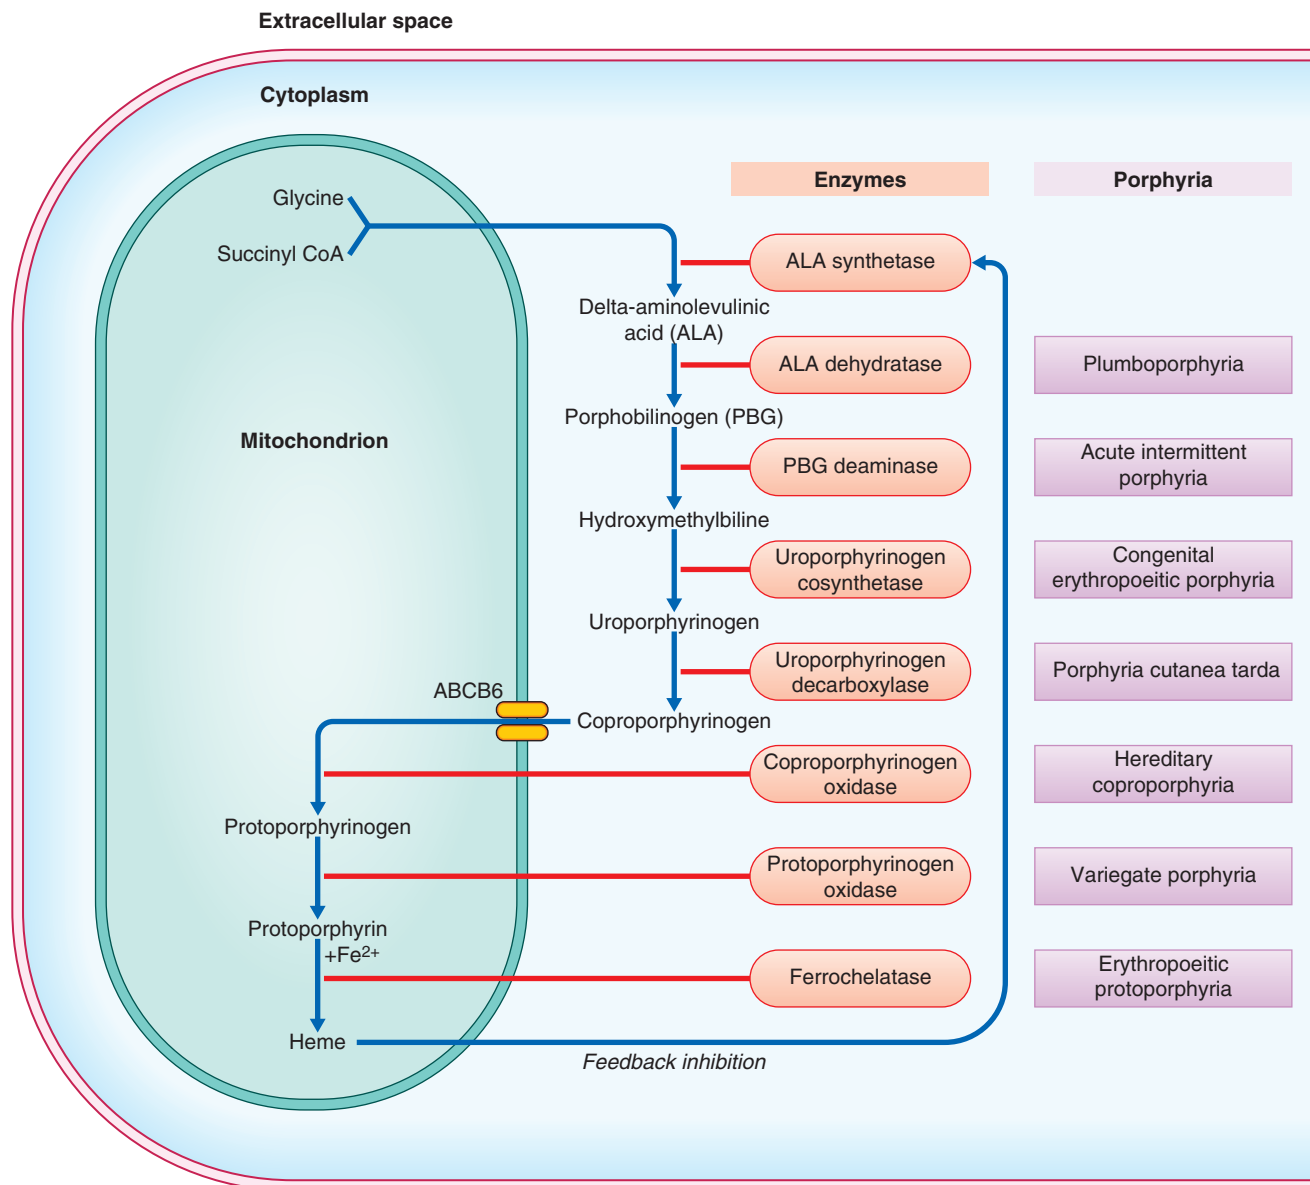 Extracellular space
Cytoplasm
Enzymes
Porphyria
Glycine
Succinyl CoA
ALA synthetase
Delta-aminolevulinic
acid (ALA)
ALA dehydratase
Plumboporphyria
Porphobilinogen (PBG)
Mitochondrion
PBG deaminase
Acute intermittent
porphyria
Hydroxymethylbiline
Uroporphyrinogen
cosynthetase
Congenital
erythropoeitic porphyria
Uroporphyrinogen
Uroporphyrinogen
decarboxylase
Porphyria cutanea tarda
ABCB6
Coproporphyrinogen
Coproporphyrinogen
oxidase
Hereditary
coproporphyria
Protoporphyrinogen
Protoporphyrinogen
oxidase
Variegate porphyria
Protoporphyrin
+Fe²⁺
Ferrochelatase
Erythropoeitic
protoporphyria
Heme
Feedback inhibition